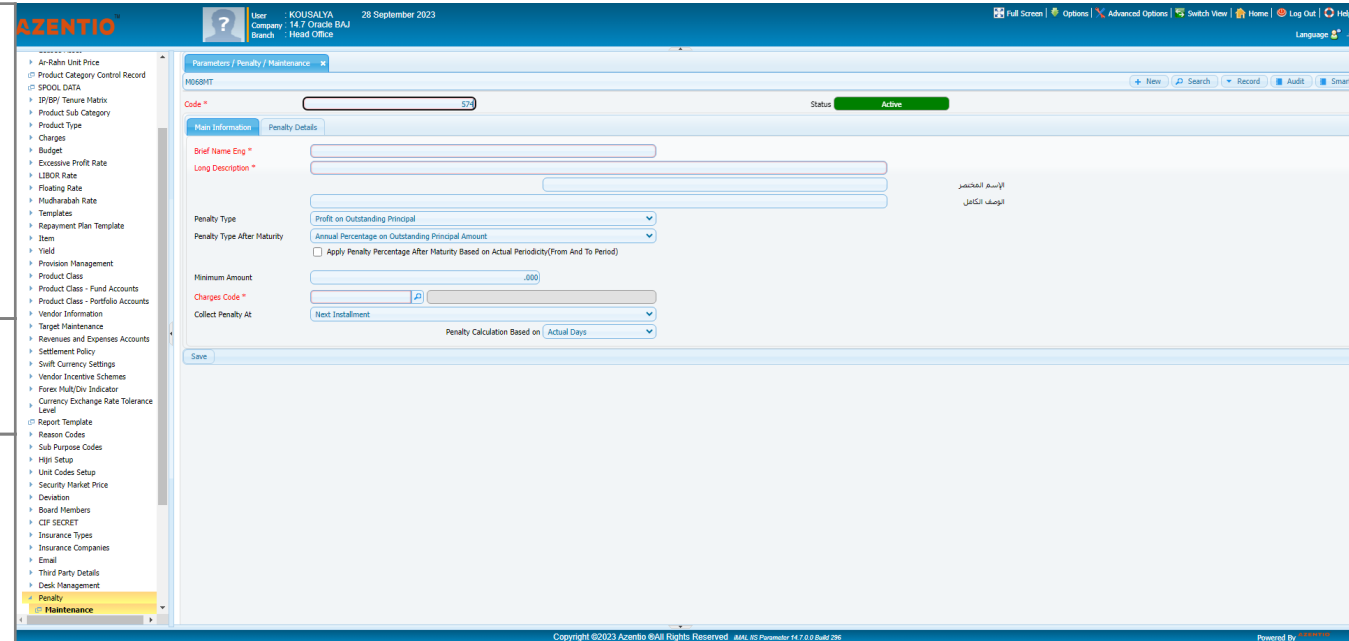 AZENTIO
User : KOUSALYA 28 September 2023
Company : 147 Oracle BAJ
Branch : Head Office
Full Screen | Options | Advanced Options | Switch View | Home | Log Out | Help
Language
Ar-Rahn Unit Price
Product Category Control Record
SPOOL DATA
IP/BP/ Tenure Matrix
Product Sub Category
Product Type
Charges
Budget
Excessive Profit Rate
LIBOR Rate
Floating Rate
Mudharabah Rate
Templates
Repayment Plan Template
Item
Yield
Provision Management
Product Class
Product Class - Fund Accounts
Product Class - Portfolio Accounts
Vendor Information
Target Maintenance
Revenues and Expenses Accounts
Settlement Policy
Swift Currency Settings
Vendor Incentive Schemes
Forex Mult/Div Indicator
Currency Exchange Rate Tolerance
Level
Report Template
Reason Codes
Sub Purpose Codes
Hijri Setup
Unit Codes Setup
Security Market Price
Deviation
Board Members
CIF SECRET
Insurance Types
Insurance Companies
Email
Third Party Details
Desk Management
Penalty
Maintenance
Parameters / Penalty / Maintenance x
M068MT
+ New Search Record Audit Smar
Code * 574 Status Active
Main Information Penalty Details
Brief Name Eng *
Long Description *
الإسم المختصر
الوصف الكامل
Penalty Type Profit on Outstanding Principal
Penalty Type After Maturity Annual Percentage on Outstanding Principal Amount
Apply Penalty Percentage After Maturity Based on Actual Periodicity(From And To Period)
Minimum Amount .000
Charges Code *
Collect Penalty At Next Installment
Penalty Calculation Based on Actual Days
Save
Copyright ©2023 Azentio ®All Rights Reserved iMAL IIS Parameter 14.7.0.0 Build 296
Powered By AZENTIO